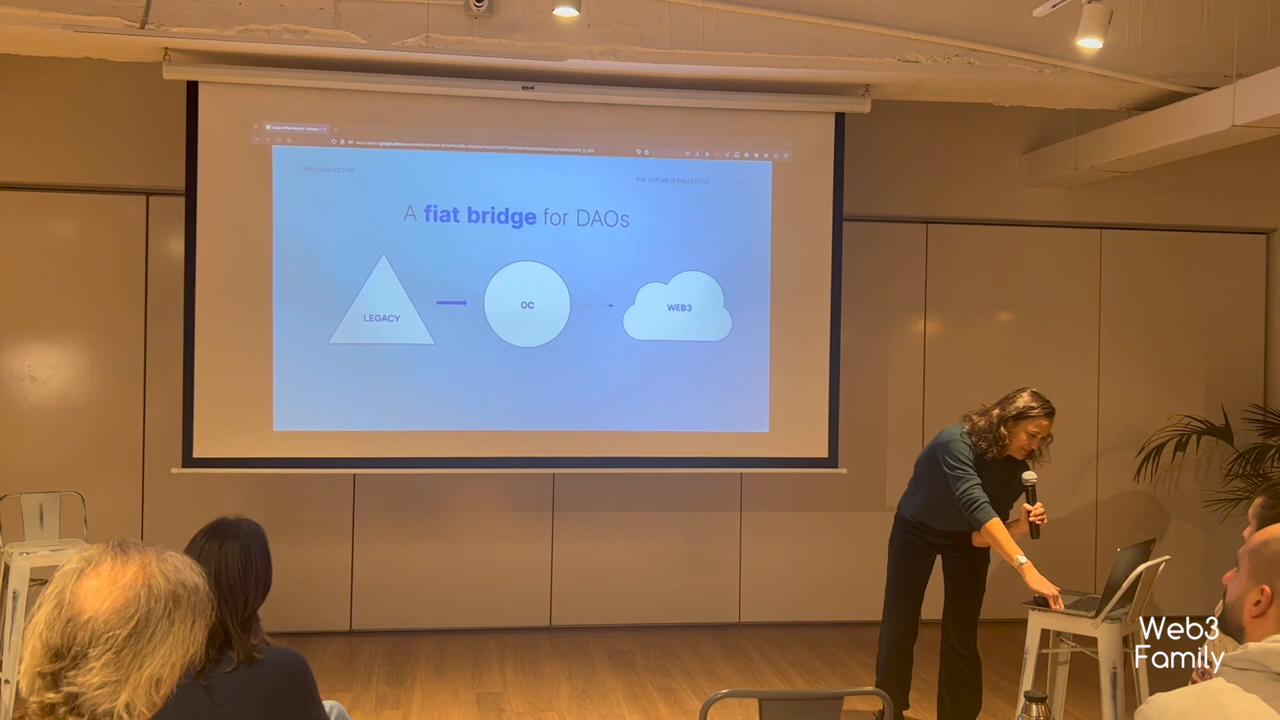 OPEN COLLECTIVE
THE FUTURE IS COLLECTIVE
A fiat bridge for DAOs
LEGACY
OC
WEB3
Web3
Family